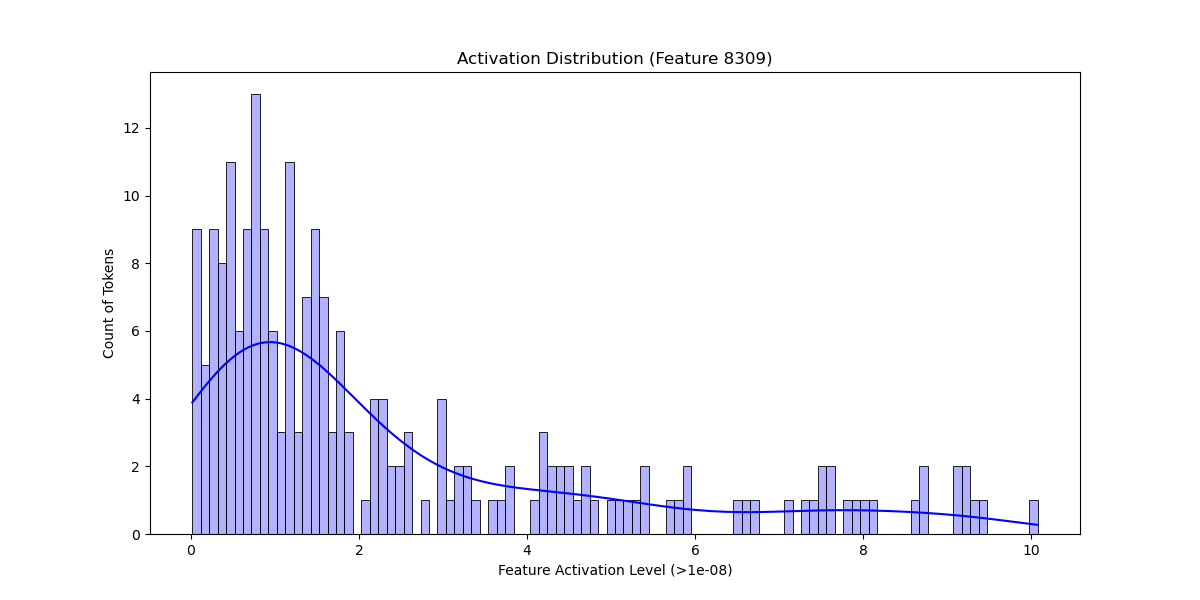 Activation Distribution (Feature 8309)
Count of Tokens
12
10
8
6
4
2
0
0 2 4 6 8 10
Feature Activation Level (>1e-08)